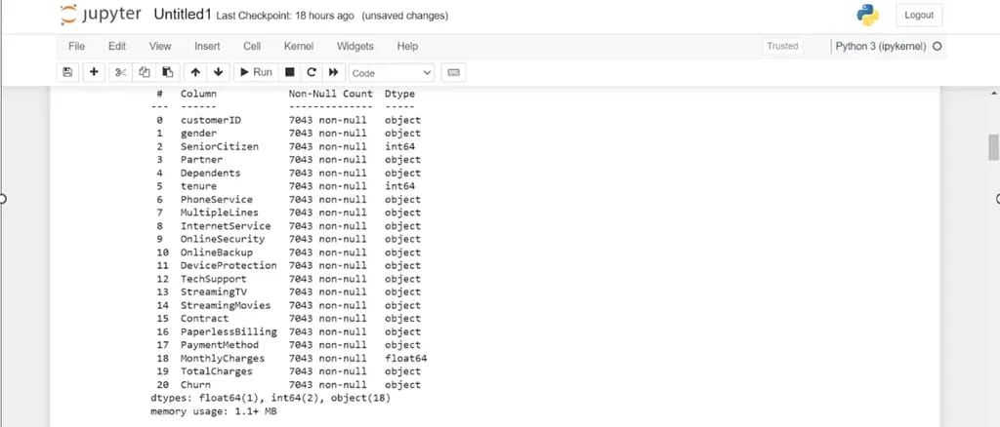 jupyter Untitled1 Last Checkpoint: 18 hours ago (unsaved changes) Logout
File Edit View Insert Cell Kernel Widgets Help Trusted Python 3 (ipykernel)
Run Code
# Column Non-Null Count Dtype
--- ------ -------------- -----
0 customerID 7043 non-null object
1 gender 7043 non-null object
2 SeniorCitizen 7043 non-null int64
3 Partner 7043 non-null object
4 Dependents 7043 non-null object
5 tenure 7043 non-null int64
6 PhoneService 7043 non-null object
7 MultipleLines 7043 non-null object
8 InternetService 7043 non-null object
9 OnlineSecurity 7043 non-null object
10 OnlineBackup 7043 non-null object
11 DeviceProtection 7043 non-null object
12 TechSupport 7043 non-null object
13 StreamingTV 7043 non-null object
14 StreamingMovies 7043 non-null object
15 Contract 7043 non-null object
16 PaperlessBilling 7043 non-null object
17 PaymentMethod 7043 non-null object
18 MonthlyCharges 7043 non-null float64
19 TotalCharges 7043 non-null object
20 Churn 7043 non-null object
dtypes: float64(1), int64(2), object(18)
memory usage: 1.1+ MB